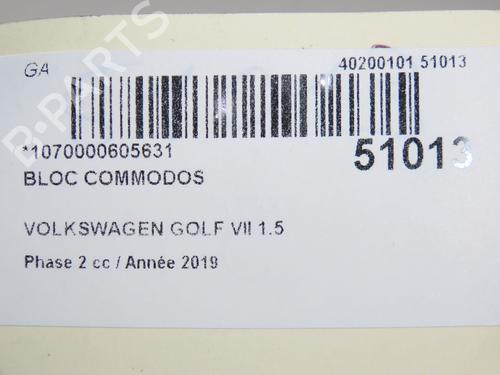 GA
40200101 51013
*1070000605631
51013
BLOC COMMODOS
VOLKSWAGEN GOLF VII 1.5
Phase 2 cc / Année 2019
B-PARTS